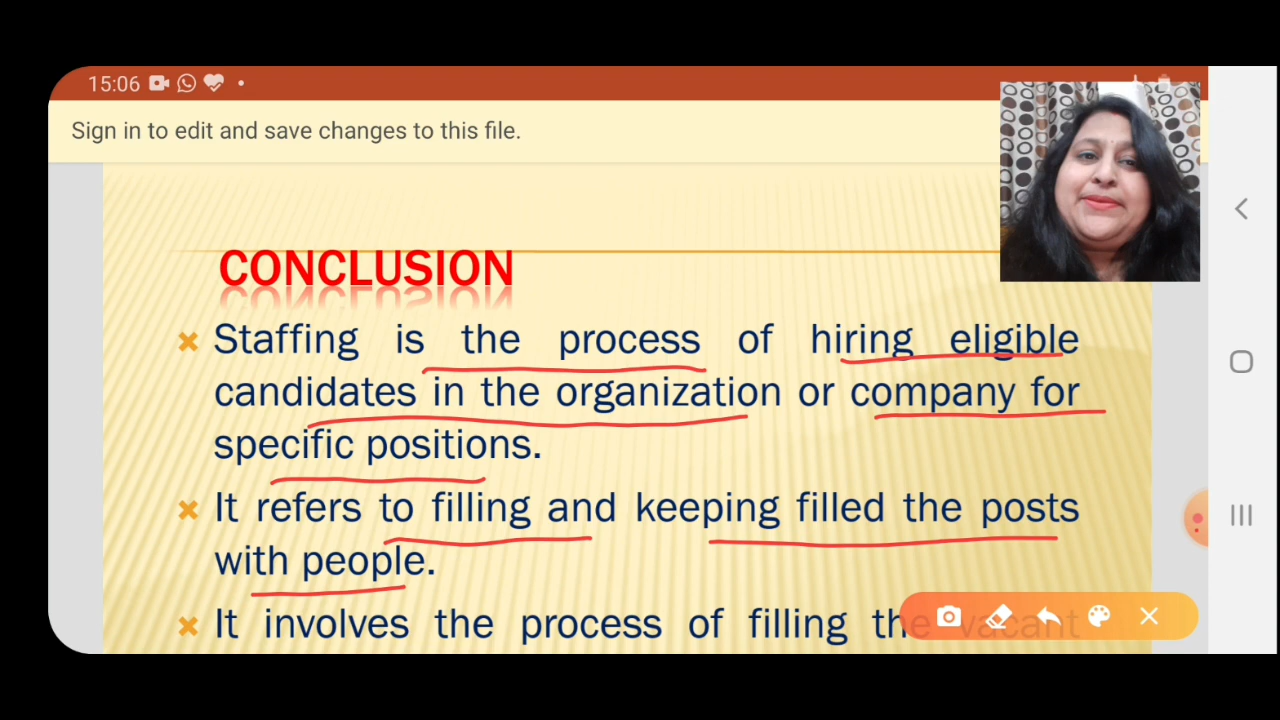 15:06
Sign in to edit and save changes to this file.
CONCLUSION
Staffing is the process of hiring eligible
candidates in the organization or company for
specific positions.
It refers to filling and keeping filled the posts
with people.
It involves the process of filling the vacant